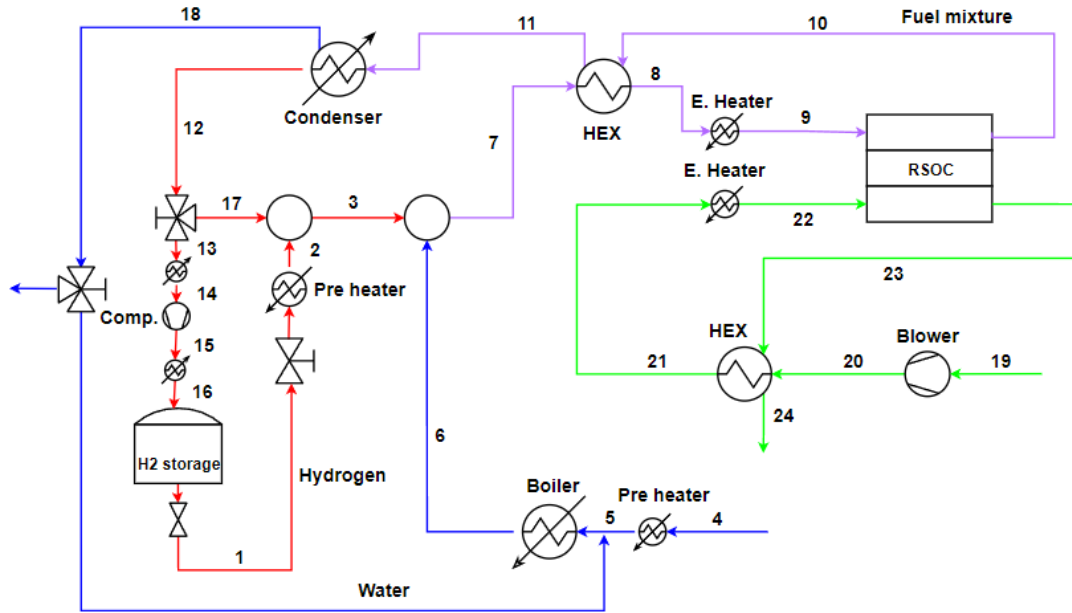 18
11
Fuel mixture
10
8
E. Heater
9
Condenser
HEX
12
7
E. Heater
RSOC
17
3
22
13
2
23
14
Pre heater
Comp.
HEX
Blower
15
21
20
19
16
24
6
H2 storage
Hydrogen
Boiler
Pre heater
5
4
1
Water